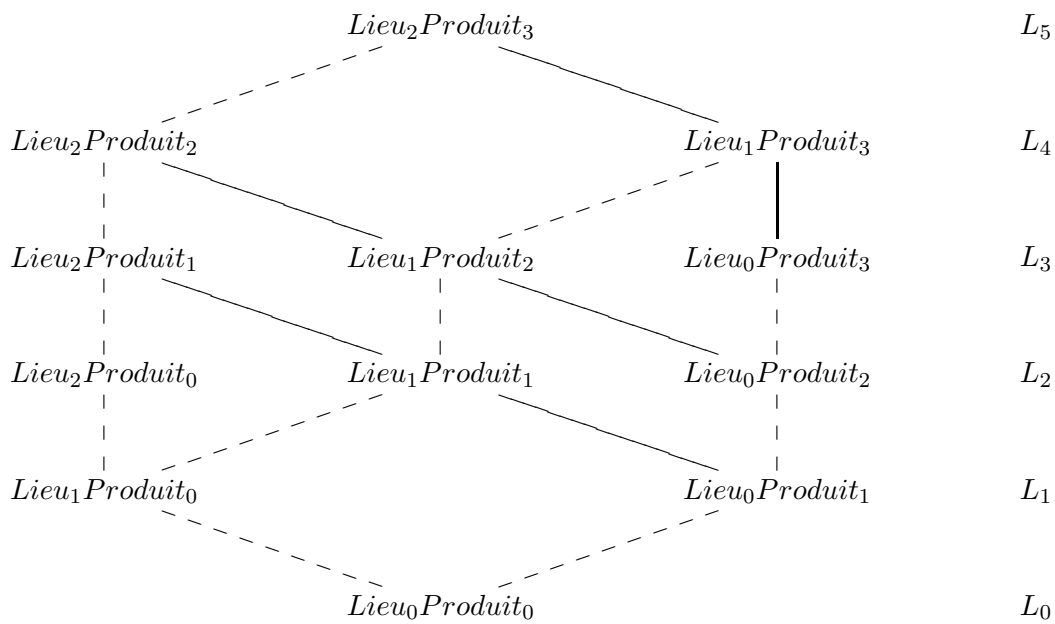 Lieu₂Produit₃ L₅
Lieu₂Produit₂ Lieu₁Produit₃ L₄
Lieu₂Produit₁ Lieu₁Produit₂ Lieu₀Produit₃ L₃
Lieu₂Produit₀ Lieu₁Produit₁ Lieu₀Produit₂ L₂
Lieu₁Produit₀ Lieu₀Produit₁ L₁
Lieu₀Produit₀ L₀